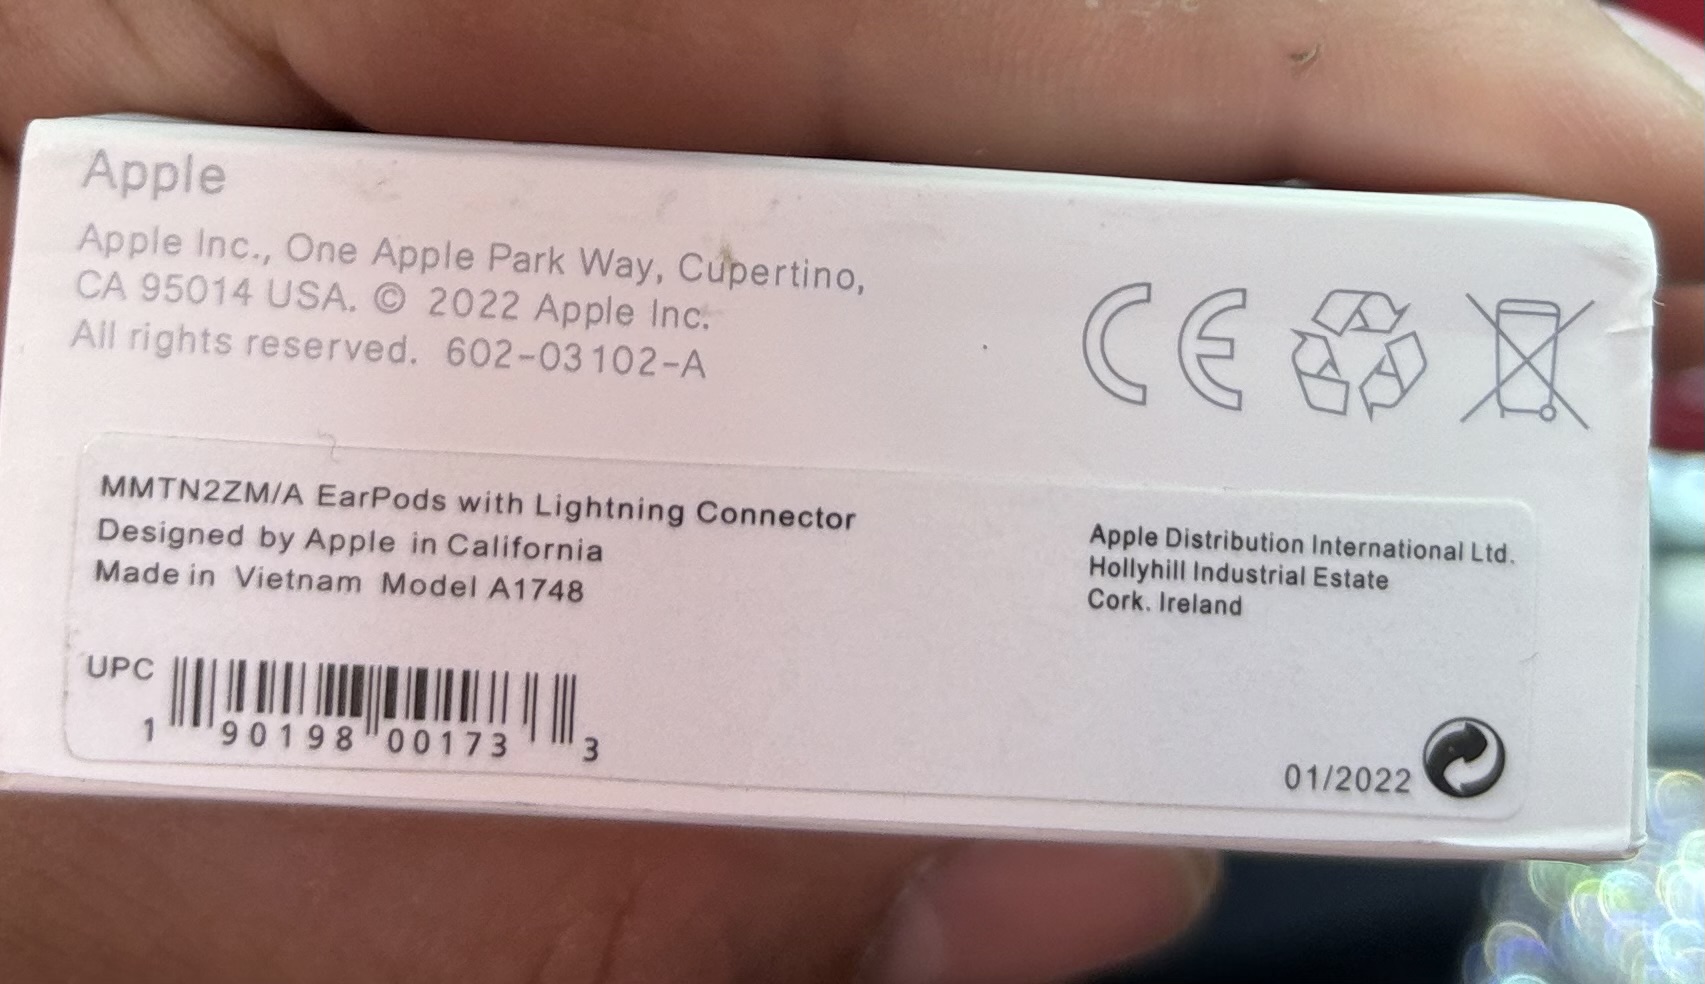 Apple
Apple Inc., One Apple Park Way, Cupertino,
CA 95014 USA. © 2022 Apple Inc.
All rights reserved. 602-03102-A
CE
MMTN2ZM/A EarPods with Lightning Connector
Designed by Apple in California
Made in Vietnam Model A1748
Apple Distribution International Ltd.
Hollyhill Industrial Estate
Cork. Ireland
UPC
1 90198 00173 3
01/2022